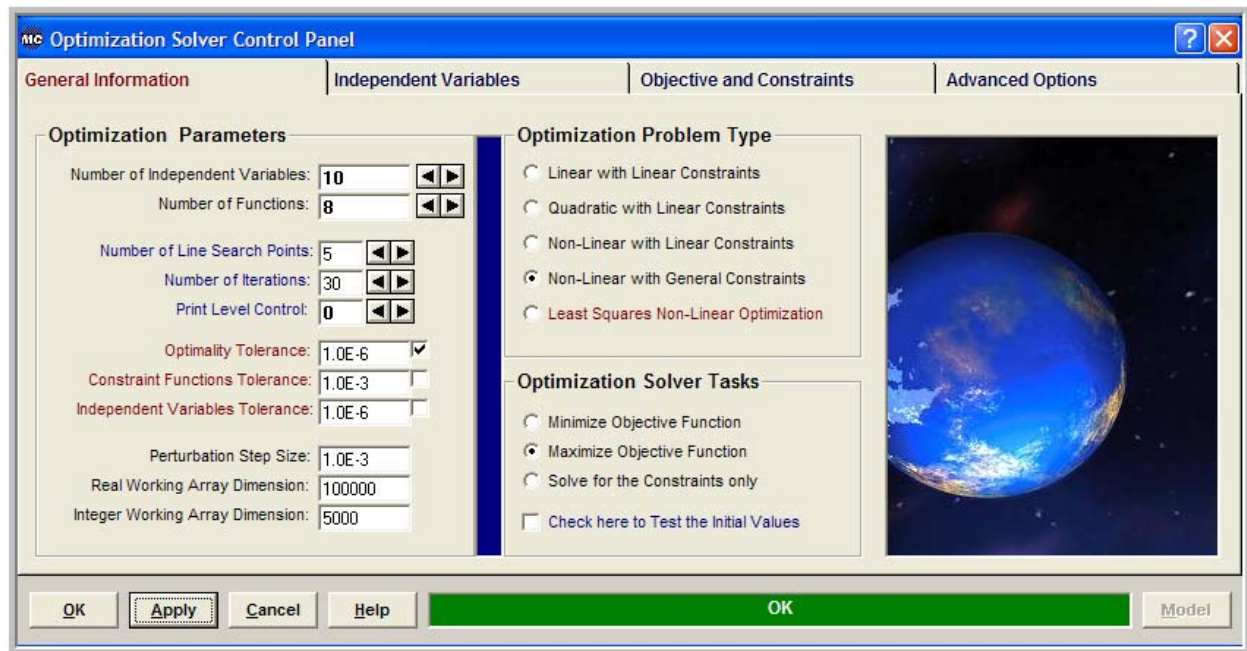 MC Optimization Solver Control Panel
General Information
Independent Variables
Objective and Constraints
Advanced Options
Optimization Parameters
Number of Independent Variables: 10
Number of Functions: 8
Number of Line Search Points: 5
Number of Iterations: 30
Print Level Control: 0
Optimality Tolerance: 1.0E-6
Constraint Functions Tolerance: 1.0E-3
Independent Variables Tolerance: 1.0E-6
Perturbation Step Size: 1.0E-3
Real Working Array Dimension: 100000
Integer Working Array Dimension: 5000
Optimization Problem Type
Linear with Linear Constraints
Quadratic with Linear Constraints
Non-Linear with Linear Constraints
Non-Linear with General Constraints
Least Squares Non-Linear Optimization
Optimization Solver Tasks
Minimize Objective Function
Maximize Objective Function
Solve for the Constraints only
Check here to Test the Initial Values
OK
Apply
Cancel
Help
OK
Model